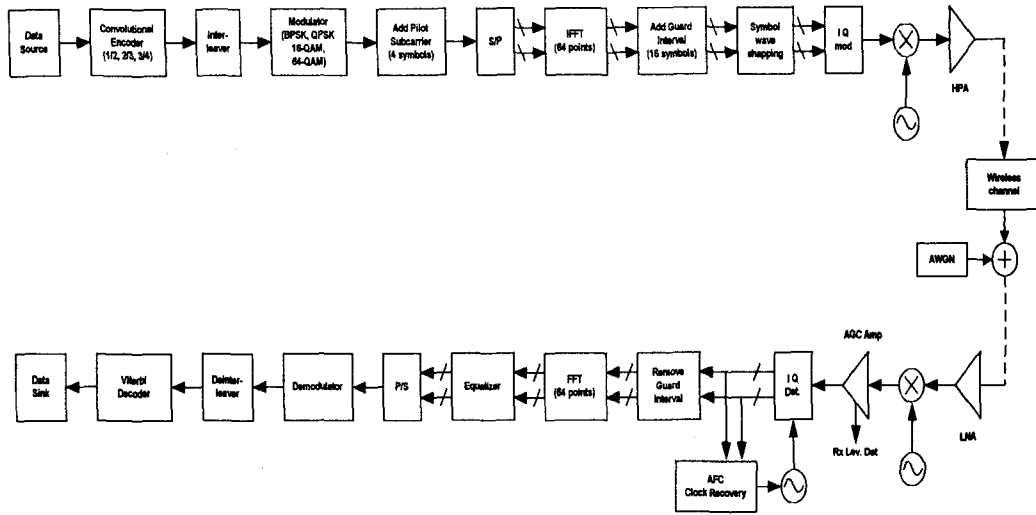 Data
Source
Convolutional
Encoder
(1/2, 2/3, 3/4)
inter-
leaver
Modulator
(BPSK, QPSK
16-QAM,
64-QAM)
Add Pilot
Subcarrier
(4 symbols)
S/P
IFFT
(64 points)
Add Guard
Interval
(16 symbols)
Symbol
wave
shapping
I Q
mod
HPA
Wireless
channel
AWGN
Data
Sink
Viterbi
Decoder
Deinter-
leaver
Demodulator
P/S
Equalizer
FFT
(64 points)
Remove
Guard
Interval
I Q
Det.
AGC Amp
Rx Lev. Det
LNA
AFC
Clock Recovery